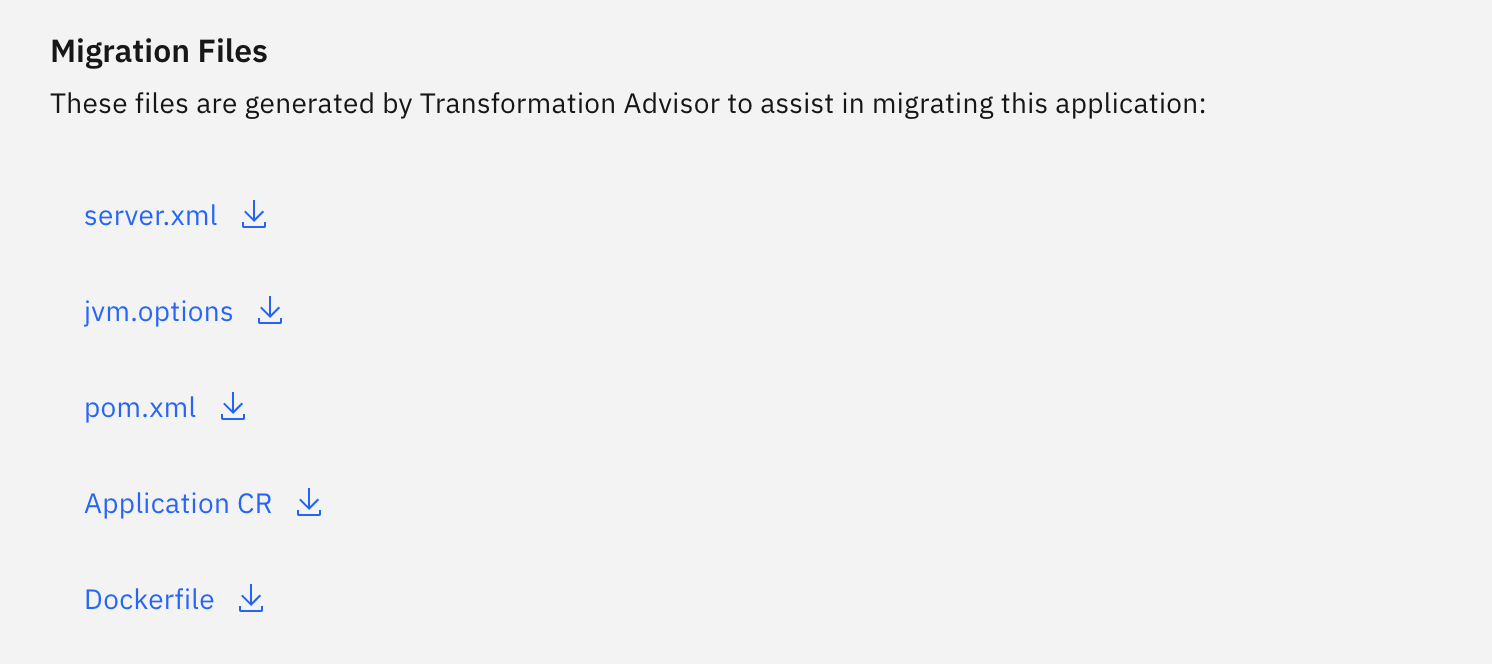 Migration Files
These files are generated by Transformation Advisor to assist in migrating this application:
server.xml
jvm.options
pom.xml
Application CR
Dockerfile